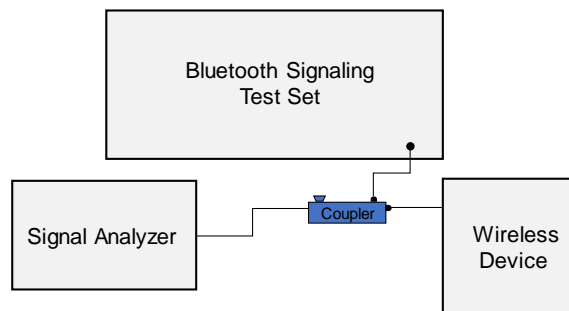 Bluetooth Signaling
Test Set
Signal Analyzer
Coupler
Wireless
Device